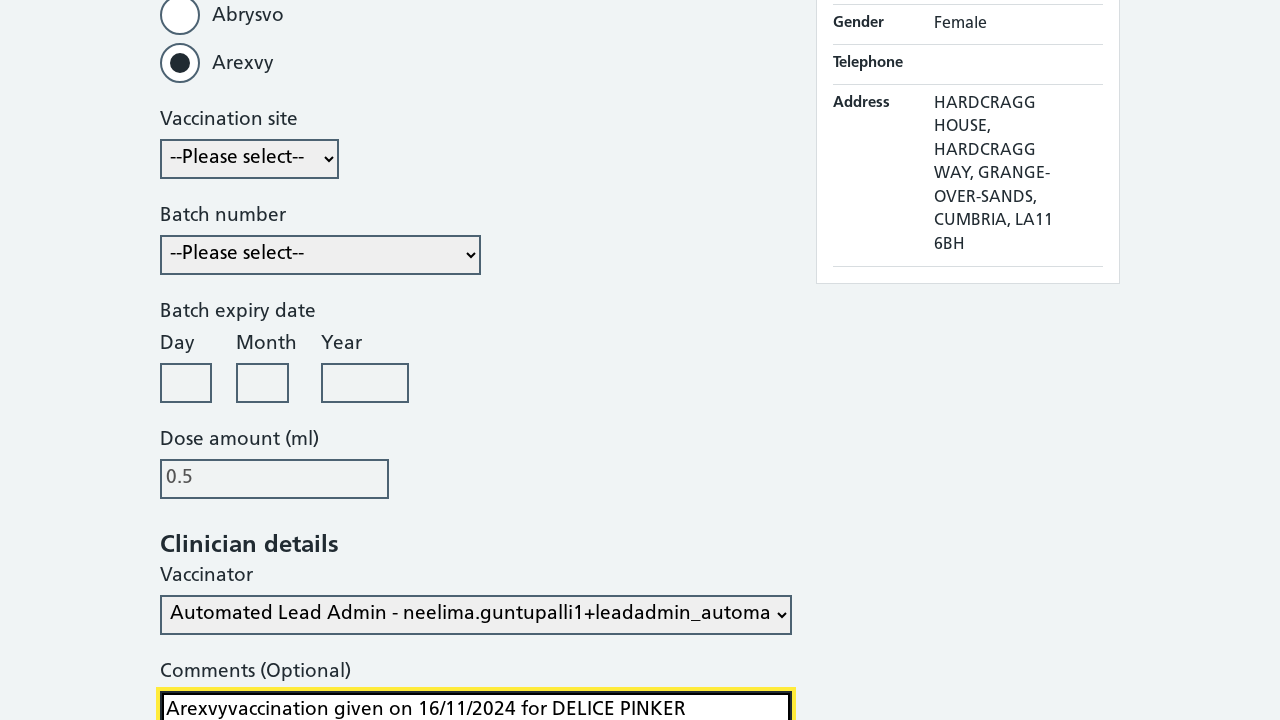 Abrysvo
Arexvy
Vaccination site
--Please select--
Batch number
--Please select--
Batch expiry date
Day Month Year
Dose amount (ml)
0.5
Clinician details
Vaccinator
Automated Lead Admin - neelima.guntupalli1+leadadmin_automa
Comments (Optional)
Arexvyvaccination given on 16/11/2024 for DELICE PINKER
Gender Female
Telephone
Address HARDCRAGG
HOUSE,
HARDCRAGG
WAY, GRANGE-
OVER-SANDS,
CUMBRIA, LA11
6BH